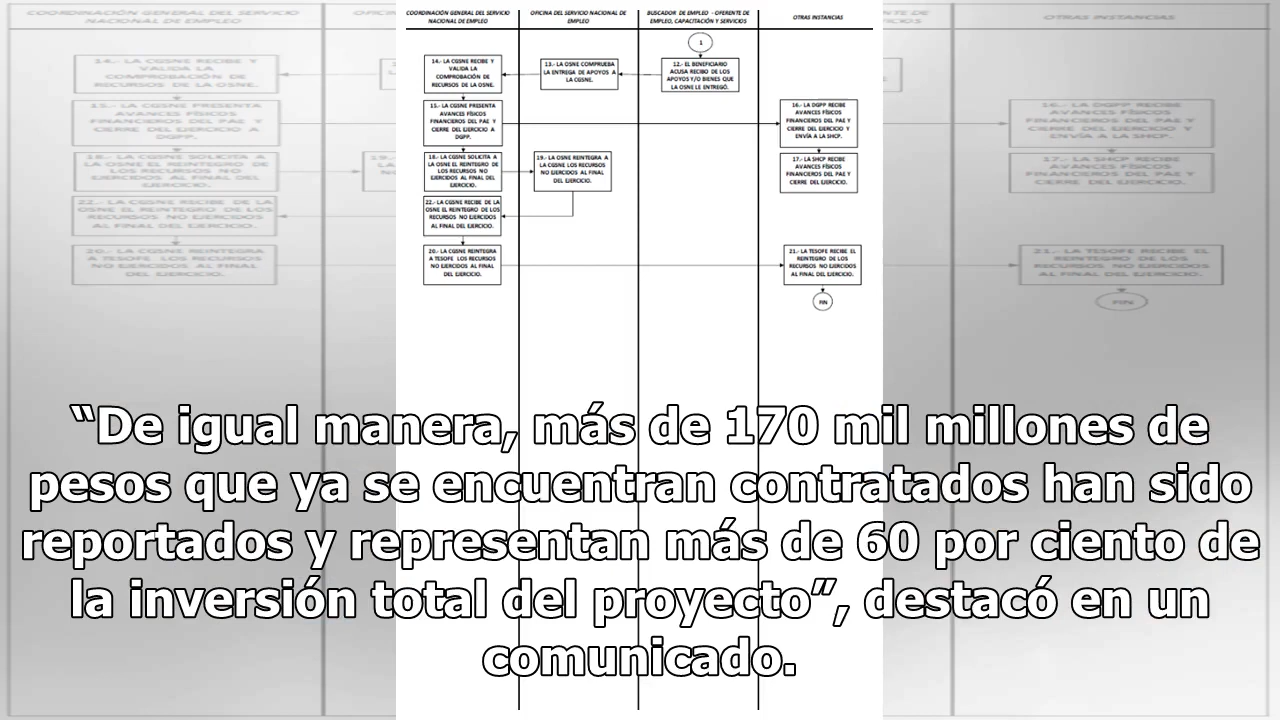 COORDINACIÓN GENERAL DEL SERVICIO
NACIONAL DE EMPLEO
OFICINA DEL SERVICIO NACIONAL DE
EMPLEO
BUSCADOR DE EMPLEO - OFERENTE DE
EMPLEO, CAPACITACIÓN Y SERVICIOS
OTRAS INSTANCIAS
1
14.- LA CGSNE RECIBE Y
VALIDA LA
COMPROBACIÓN DE
RECURSOS DE LA OSNE.
13.- LA OSNE COMPRUEBA
LA ENTREGA DE APOYOS A
LA CGSNE.
12.- EL BENEFICIARIO
ACUSA RECIBO DE LOS
APOYOS Y/O BIENES QUE
LA OSNE LE ENTREGÓ.
15.- LA CGSNE PRESENTA
AVANCES FÍSICOS
FINANCIEROS DEL PAE Y
CIERRE DEL EJERCICIO A
DGPP.
16.- LA DGPP RECIBE
AVANCES FÍSICOS
FINANCIEROS DEL PAE Y
CIERRE DEL EJERCICIO Y
ENVÍA A LA SHCP.
18.- LA CGSNE SOLICITA A
LA OSNE EL REINTEGRO DE
LOS RECURSOS NO
EJERCIDOS AL FINAL DEL
EJERCICIO.
19.- LA OSNE REINTEGRA A
LA CGSNE LOS RECURSOS
NO EJERCIDOS AL FINAL
DEL EJERCICIO.
17.- LA SHCP RECIBE
AVANCES FÍSICOS
FINANCIEROS DEL PAE Y
CIERRE DEL EJERCICIO.
22.- LA CGSNE RECIBE DE LA
OSNE EL REINTEGRO DE LOS
RECURSOS NO EJERCIDOS
AL FINAL DEL EJERCICIO.
20.- LA CGSNE REINTEGRA
A TESOFE LOS RECURSOS
NO EJERCIDOS AL FINAL
DEL EJERCICIO.
21.- LA TESOFE RECIBE EL
REINTEGRO DE LOS
RECURSOS NO EJERCIDOS
AL FINAL DEL EJERCICIO.
FIN
“De igual manera, más de 170 mil millones de
pesos que ya se encuentran contratados han sido
reportados y representan más de 60 por ciento de
la inversión total del proyecto”, destacó en un
comunicado.